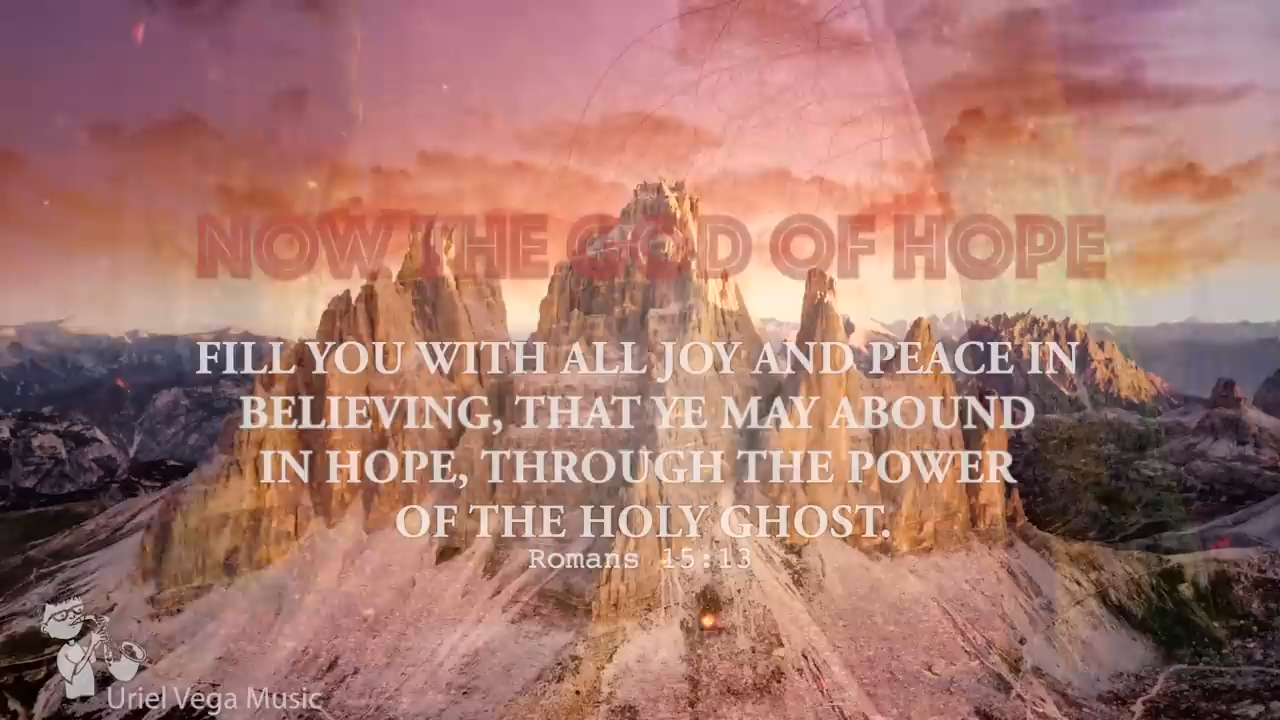 NOW THE GOD OF HOPE
FILL YOU WITH ALL JOY AND PEACE IN
BELIEVING, THAT YE MAY ABOUND
IN HOPE, THROUGH THE POWER
OF THE HOLY GHOST.
Romans 15:13
Uriel Vega Music